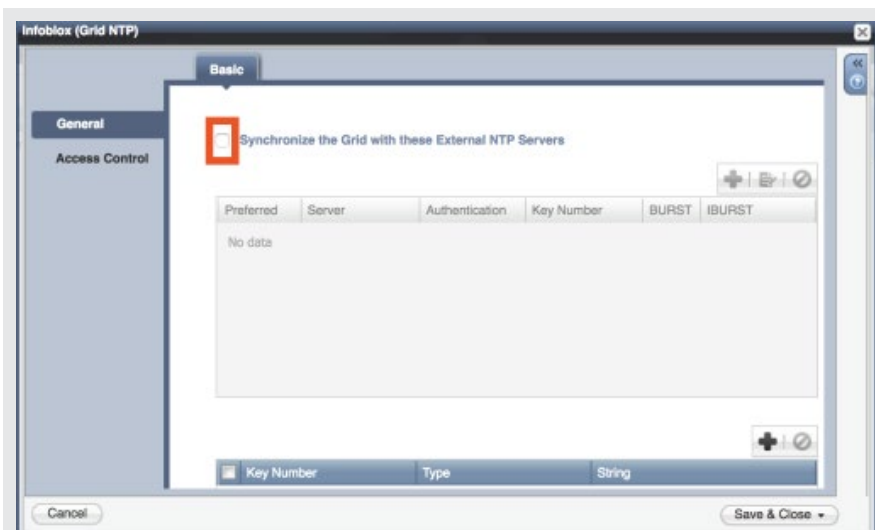 Infoblox (Grid NTP)
Basic
General
Access Control
Synchronize the Grid with these External NTP Servers
Preferred Server Authentication Key Number BURST IBURST
No data
Key Number Type String
Cancel Save & Close